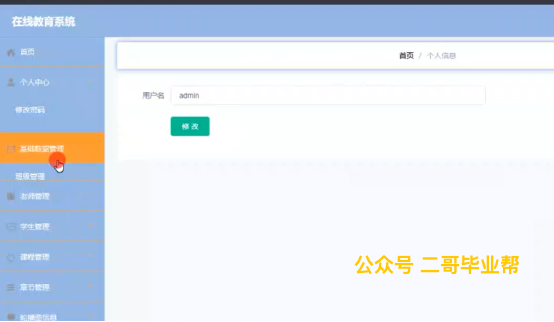 在线教育系统
首页
首页 / 个人信息
个人中心
用户名 admin
修改密码
修 改
基础数据管理
班级管理
教师管理
学生管理
课程管理
公众号 二哥毕业帮
章节管理
轮播图信息